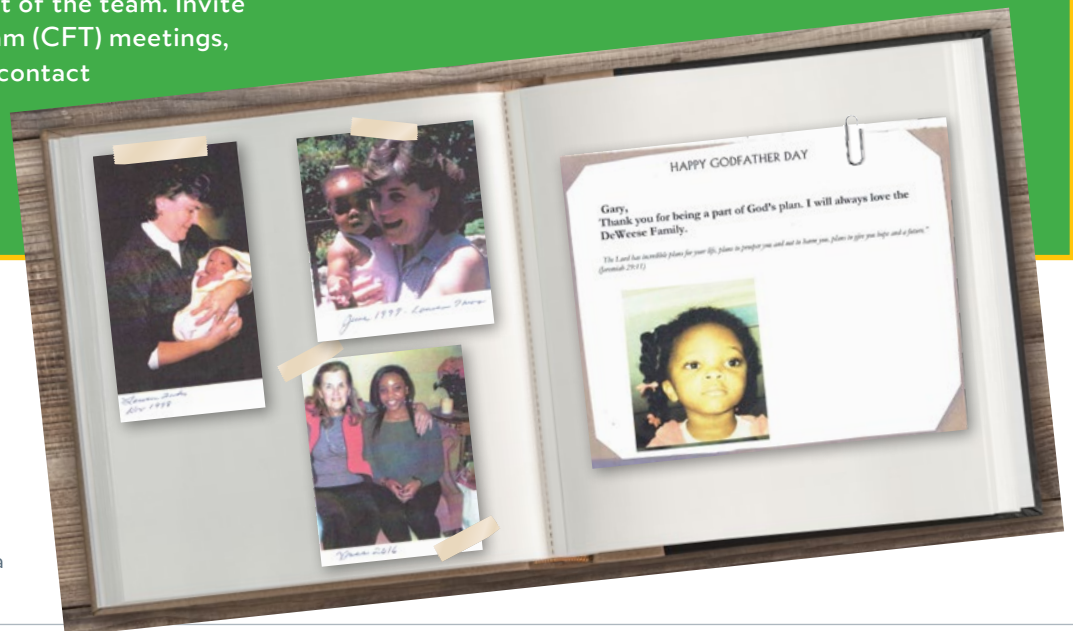 t of the team. Invite
m (CFT) meetings,
contact
Nov 1998
June 1999 -
2016
HAPPY GODFATHER DAY
Gary,
Thank you for being a part of God's plan. I will always love the
DeWeese Family.
"The Lord has incredible plans for your life, plans to prosper you and not to harm you, plans to give you hope and a future."
(Jeremiah 29:11)
a